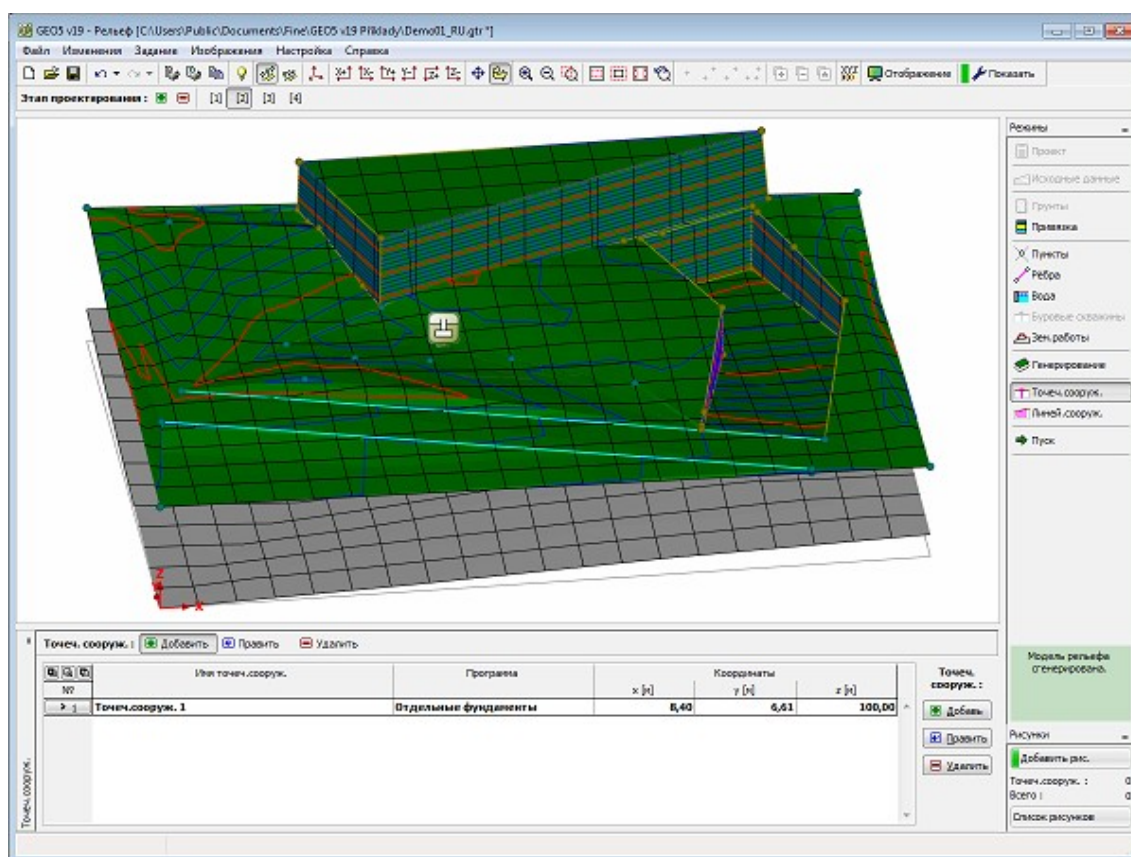 GEO5 v19 - Рельеф [C:\Users\Public\Documents\Fine\GEO5 v19 Příklady\Demo01_RU.gtr *]
Файл Изменения Задание Изображения Настройка Справка
Отображение Показать
Этап проектирования : [1] [2] [3] [4]
Режимы
Проект
Исходные данные
Грунты
Привязка
Пункты
Рёбра
Вода
Буровые скважины
Зем.работы
Генерирование
Точеч.сооруж.
Линей.сооруж.
Пуск
Z
X
Модель рельефа сгенерирована.
Точеч. сооруж. : Добавить Править Удалить
№ Имя точеч.сооруж. Программа Координаты
x [м] y [м] z [м]
1 Точеч.сооруж. 1 Отдельные фундаменты 8,40 6,61 100,00
Точеч.
сооруж. :
Добавь
Править
Удалить
Точеч.сооруж.
Рисунки
Добавить рис.
Точеч.сооруж. : 0
Всего : 0
Список рисунков